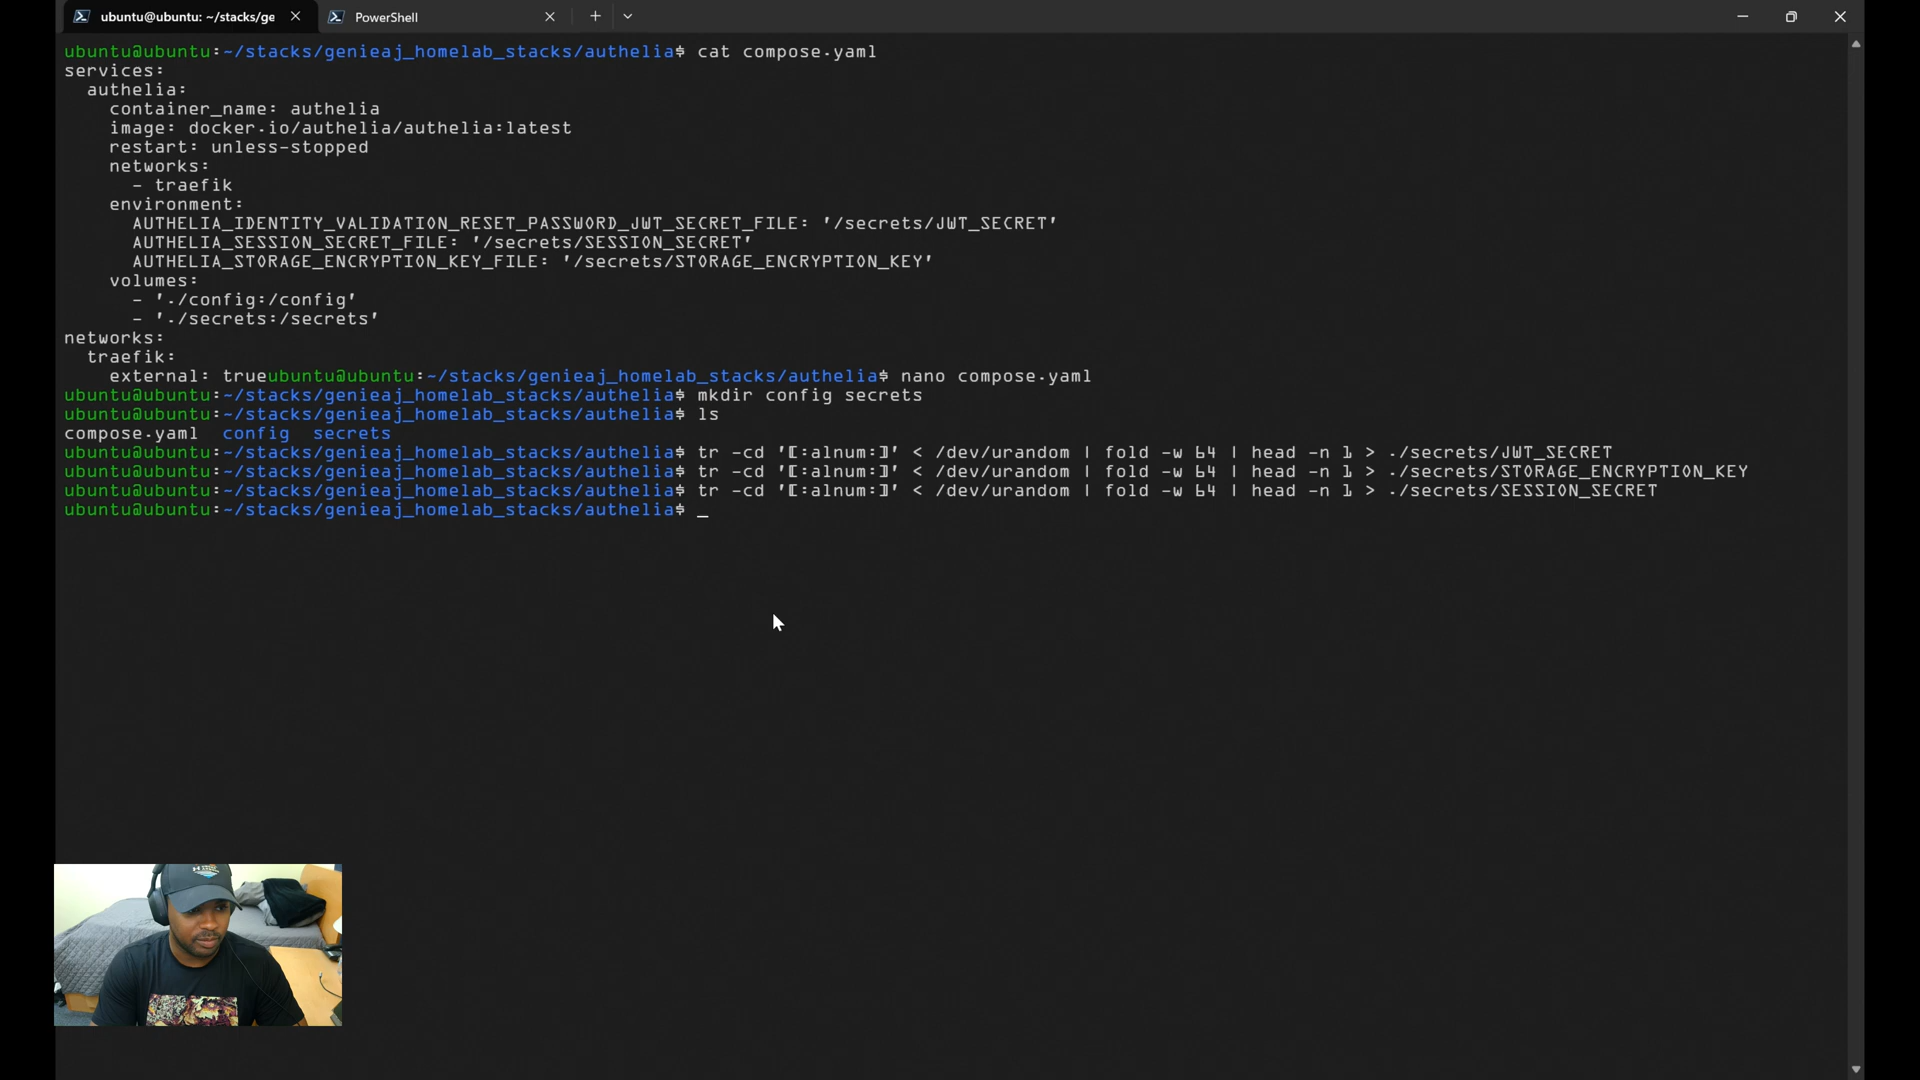 ubuntu@ubuntu: ~/stacks/ge
PowerShell
ubuntu@ubuntu:~/stacks/genieaj_homelab_stacks/authelia$ cat compose.yaml
services:
  authelia:
    container_name: authelia
    image: docker.io/authelia/authelia:latest
    restart: unless-stopped
    networks:
      - traefik
    environment:
      AUTHELIA_IDENTITY_VALIDATION_RESET_PASSWORD_JWT_SECRET_FILE: '/secrets/JWT_SECRET'
      AUTHELIA_SESSION_SECRET_FILE: '/secrets/SESSION_SECRET'
      AUTHELIA_STORAGE_ENCRYPTION_KEY_FILE: '/secrets/STORAGE_ENCRYPTION_KEY'
    volumes:
      - './config:/config'
      - './secrets:/secrets'
networks:
  traefik:
    external: trueubuntu@ubuntu:~/stacks/genieaj_homelab_stacks/authelia$ nano compose.yaml
ubuntu@ubuntu:~/stacks/genieaj_homelab_stacks/authelia$ mkdir config secrets
ubuntu@ubuntu:~/stacks/genieaj_homelab_stacks/authelia$ ls
compose.yaml  config  secrets
ubuntu@ubuntu:~/stacks/genieaj_homelab_stacks/authelia$ tr -cd '[:alnum:]' < /dev/urandom | fold -w 64 | head -n 1 > ./secrets/JWT_SECRET
ubuntu@ubuntu:~/stacks/genieaj_homelab_stacks/authelia$ tr -cd '[:alnum:]' < /dev/urandom | fold -w 64 | head -n 1 > ./secrets/STORAGE_ENCRYPTION_KEY
ubuntu@ubuntu:~/stacks/genieaj_homelab_stacks/authelia$ tr -cd '[:alnum:]' < /dev/urandom | fold -w 64 | head -n 1 > ./secrets/SESSION_SECRET
ubuntu@ubuntu:~/stacks/genieaj_homelab_stacks/authelia$ _